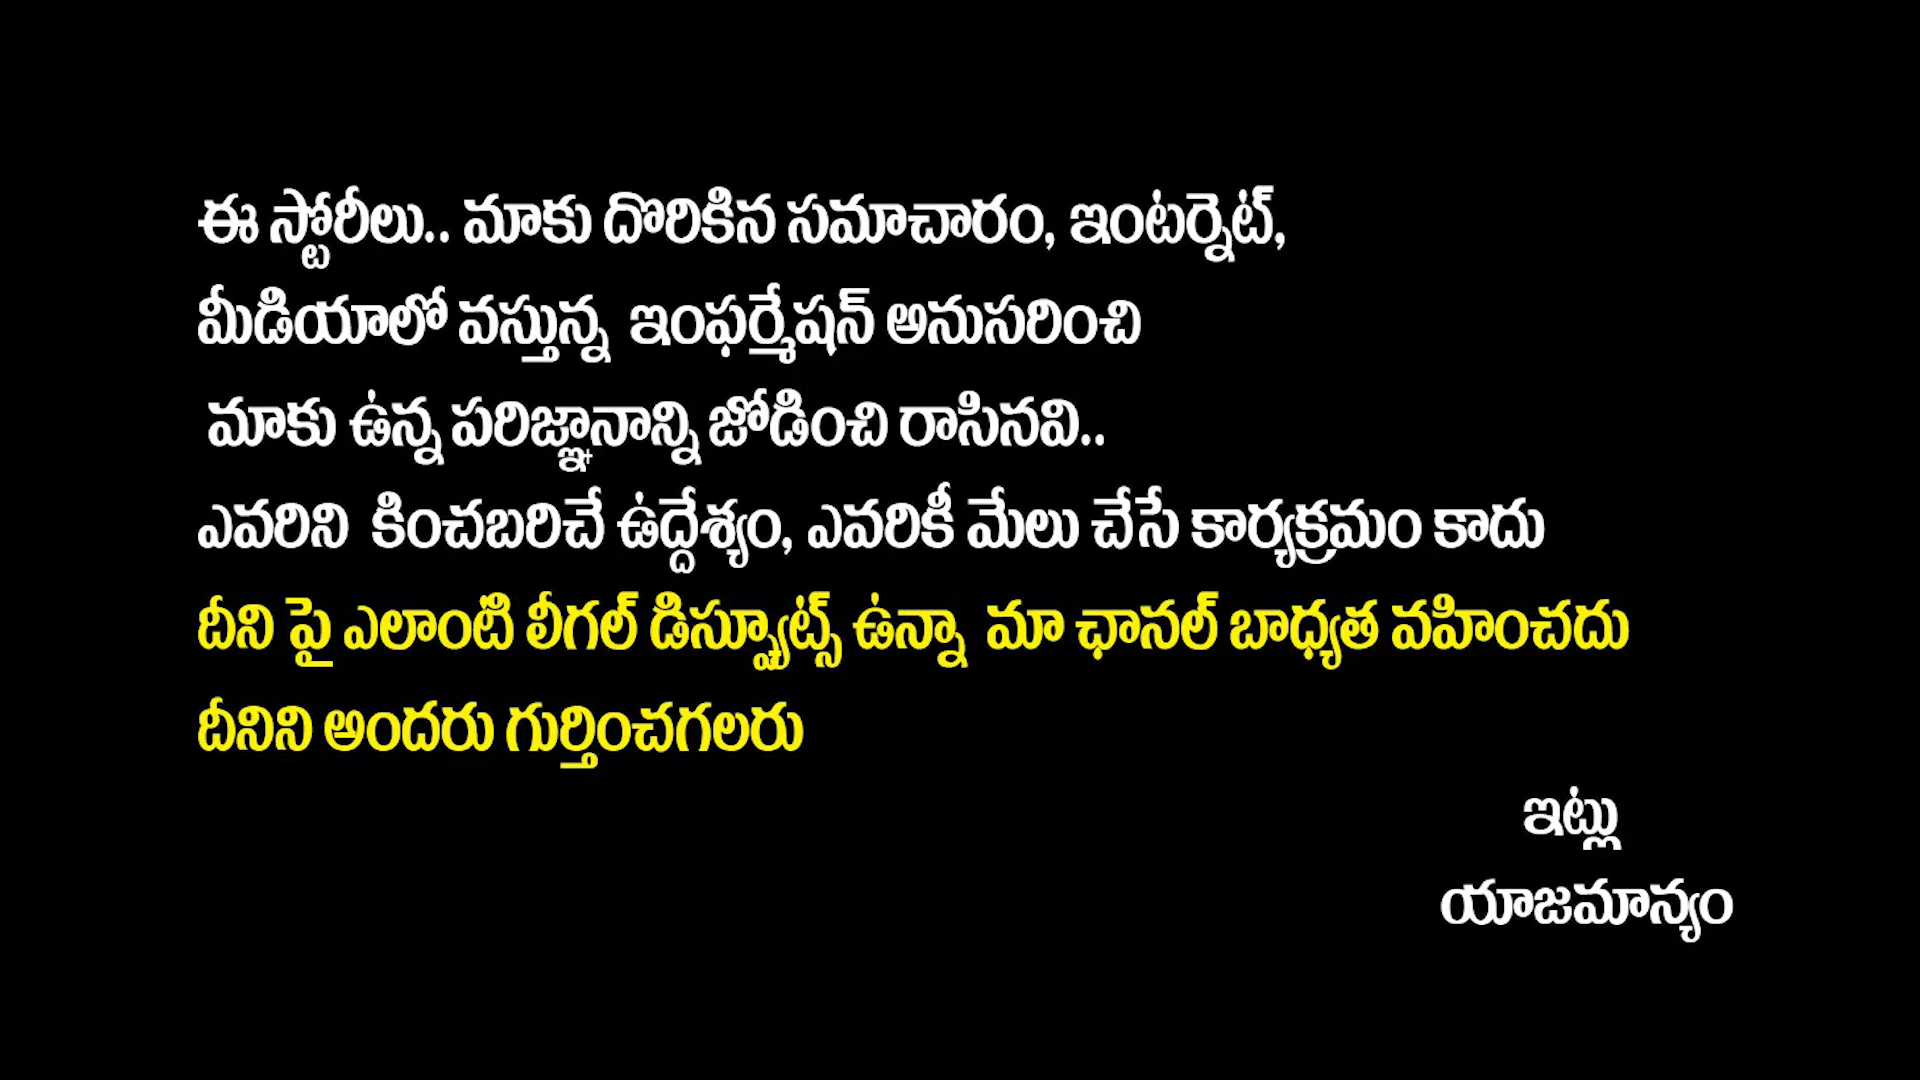 ఈ స్టోరీలు.. మాకు దొరికిన సమాచారం, ఇంటర్నెట్,
మీడియాలో వస్తున్న ఇంఫర్మేషన్ అనుసరించి
మాకు ఉన్న పరిజ్ఞానాన్ని జోడించి రాసినవి..
ఎవరిని కించబరిచే ఉద్దేశ్యం, ఎవరికీ మేలు చేసే కార్యక్రమం కాదు
దీని పై ఎలాంటి లీగల్ డిస్ప్యూట్స్ ఉన్నా మా ఛానల్ బాధ్యత వహించదు
దీనిని అందరు గుర్తించగలరు
ఇట్లు
యాజమాన్యం